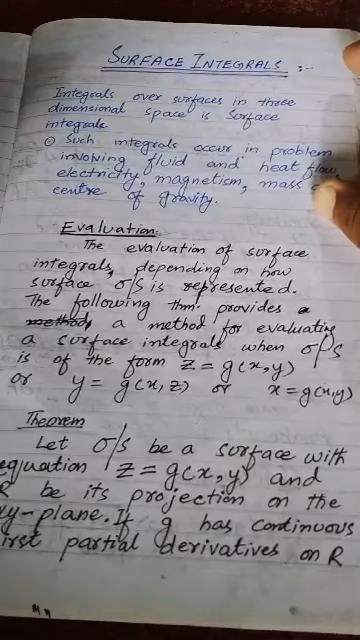 SURFACE INTEGRALS :-
Integrals over surfaces in three
dimensional space is surface
integral.
⊙ Such integrals occur in problem
involving fluid and heat flow,
electricity, magnetism, mass
centre of gravity.
Evaluation
The evaluation of surface
integrals, depending on how
surface σ/s is represented.
The following thm: provides a
method, a method for evaluating
a surface integrals when σ/s
is of the form z = g(x,y)
or y = g(x,z) or x = g(x,y)
Theorem
Let σ/s be a surface with
equation z = g(x,y) and
R be its projection on the
xy-plane. If g has continuous
first partial derivatives on R